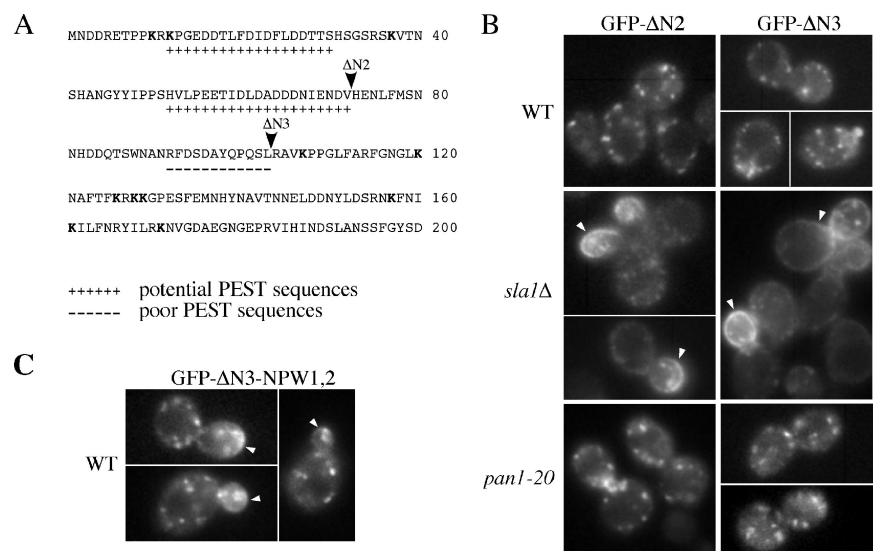 A
MNDDRETPPKRKPGEDDTLFDIDFLDDTTSHSGSRSKVTN 40
++++++++++++++++++
ΔN2
SHANGYYIPPSHVLPEETIDLDADDDNIENDVHENLFMSN 80
++++++++++++++++++++
ΔN3
NHDDQTSWNANRFDSDAYQPQSLRAVKPPGLFARFGNGLK 120
------------
NAFTFKRKKGPESFEMNHYNAVTNNELDDNYLDSRNKFNI 160
KILFNRYILRKNVGDAEGNGEPRVIHINDSLANSSFGYSD 200
++++++ potential PEST sequences
------ poor PEST sequences
B
GFP-ΔN2 GFP-ΔN3
WT
sla1Δ
pan1-20
C
GFP-ΔN3-NPW1,2
WT